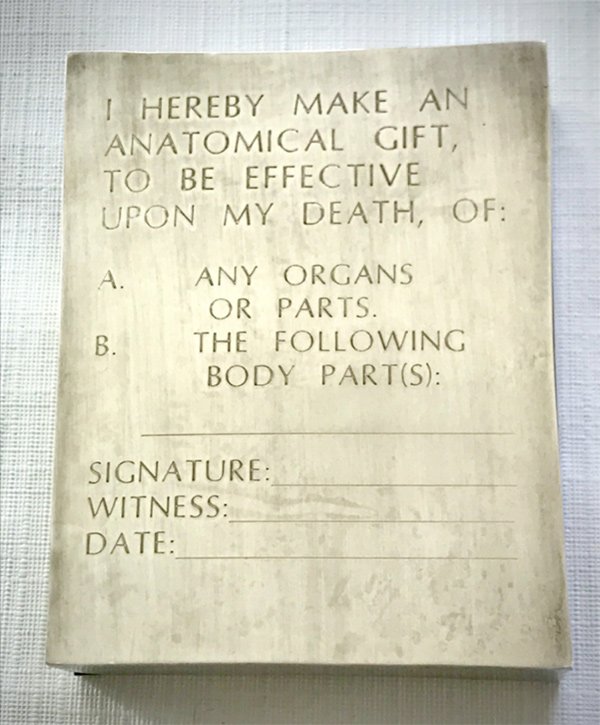 I HEREBY MAKE AN
ANATOMICAL GIFT,
TO BE EFFECTIVE
UPON MY DEATH, OF:
A. ANY ORGANS
OR PARTS.
B. THE FOLLOWING
BODY PART(S):
SIGNATURE:
WITNESS:
DATE: